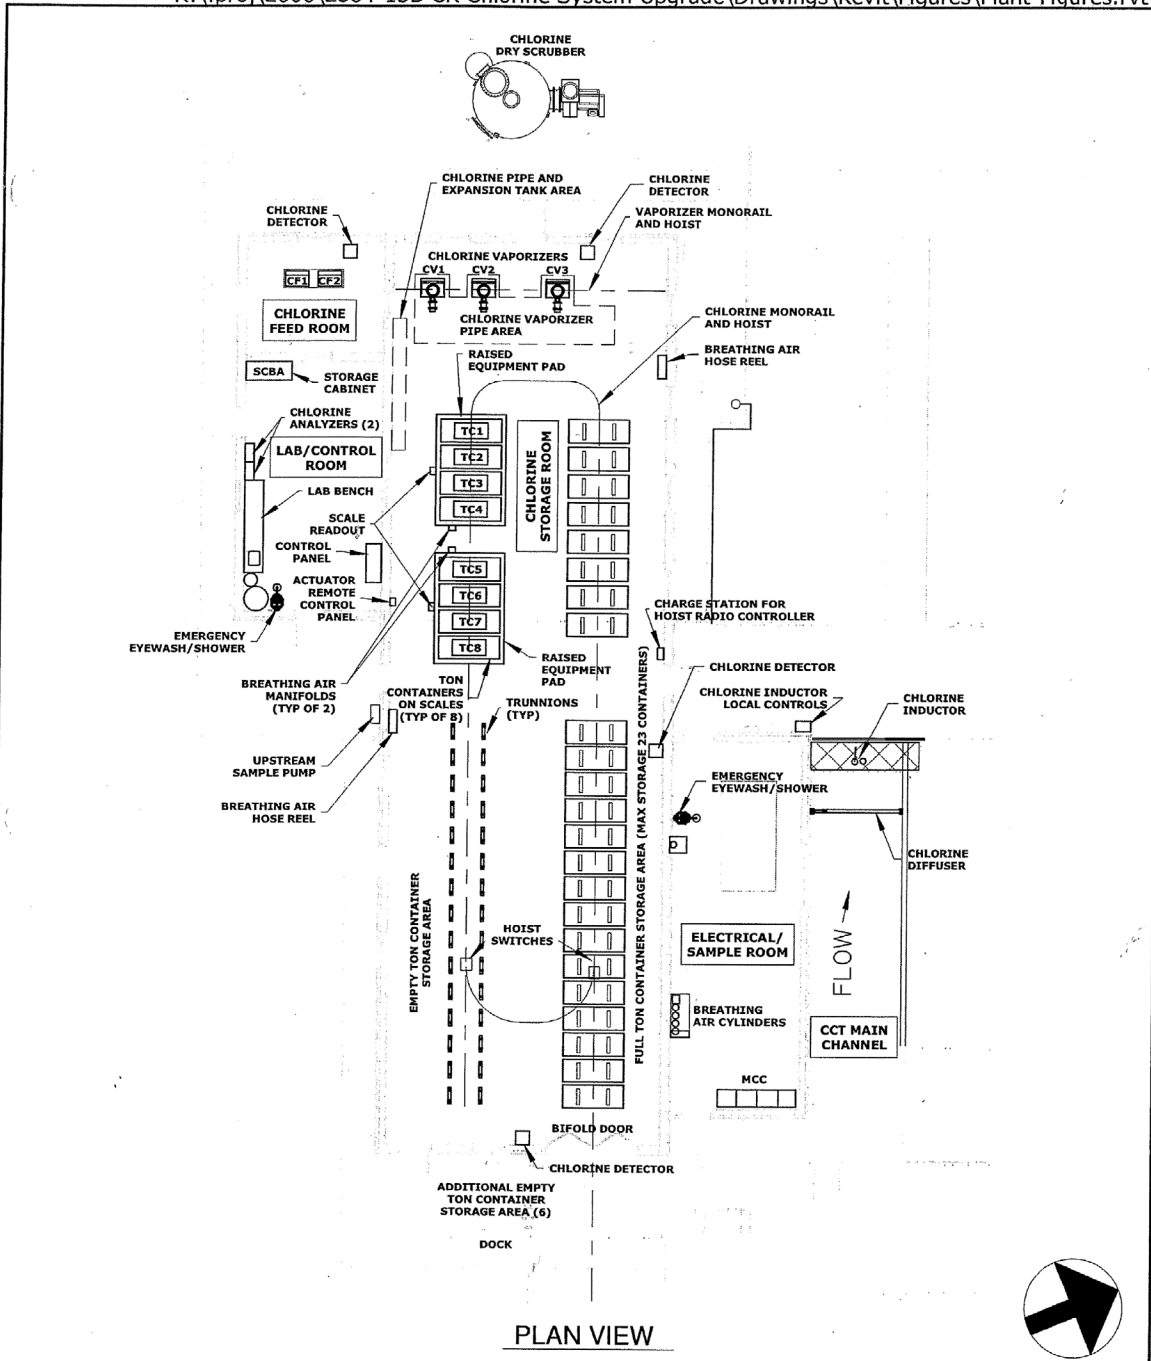 CHLORINE
DRY SCRUBBER
CHLORINE PIPE AND
EXPANSION TANK AREA
CHLORINE
DETECTOR
CHLORINE
DETECTOR
VAPORIZER MONORAIL
AND HOIST
CHLORINE VAPORIZERS
CV1 CV2 CV3
CF1 CF2
CHLORINE
FEED ROOM
CHLORINE VAPORIZER
PIPE AREA
CHLORINE MONORAIL
AND HOIST
RAISED
EQUIPMENT PAD
BREATHING AIR
HOSE REEL
SCBA
STORAGE
CABINET
CHLORINE
ANALYZERS (2)
LAB/CONTROL
ROOM
LAB BENCH
TC1
TC2
TC3
TC4
CHLORINE
STORAGE ROOM
SCALE
READOUT
CONTROL
PANEL
ACTUATOR
REMOTE
CONTROL
PANEL
TC5
TC6
TC7
TC8
CHARGE STATION FOR
HOIST RADIO CONTROLLER
EMERGENCY
EYEWASH/SHOWER
BREATHING AIR
MANIFOLDS
(TYP OF 2)
TON
CONTAINERS
ON SCALES
(TYP OF 8)
RAISED
EQUIPMENT
PAD
TRUNNIONS
(TYP)
CHLORINE DETECTOR
CHLORINE INDUCTOR
LOCAL CONTROLS
CHLORINE
INDUCTOR
UPSTREAM
SAMPLE PUMP
BREATHING AIR
HOSE REEL
FULL TON CONTAINER STORAGE AREA (MAX STORAGE 23 CONTAINERS)
EMERGENCY
EYEWASH/SHOWER
CHLORINE
DIFFUSER
EMPTY TON CONTAINER
STORAGE AREA
HOIST
SWITCHES
ELECTRICAL/
SAMPLE ROOM
FLOW
BREATHING
AIR CYLINDERS
CCT MAIN
CHANNEL
MCC
BIFOLD DOOR
CHLORINE DETECTOR
ADDITIONAL EMPTY
TON CONTAINER
STORAGE AREA (6)
DOCK
PLAN VIEW